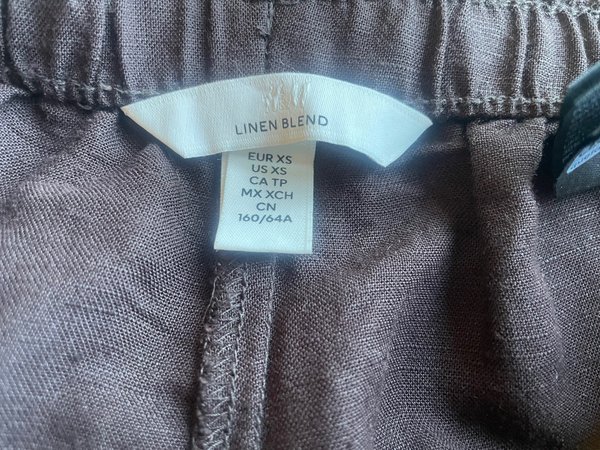 LINEN BLEND
EUR XS
US XS
CA TP
MX XCH
CN
160/64A